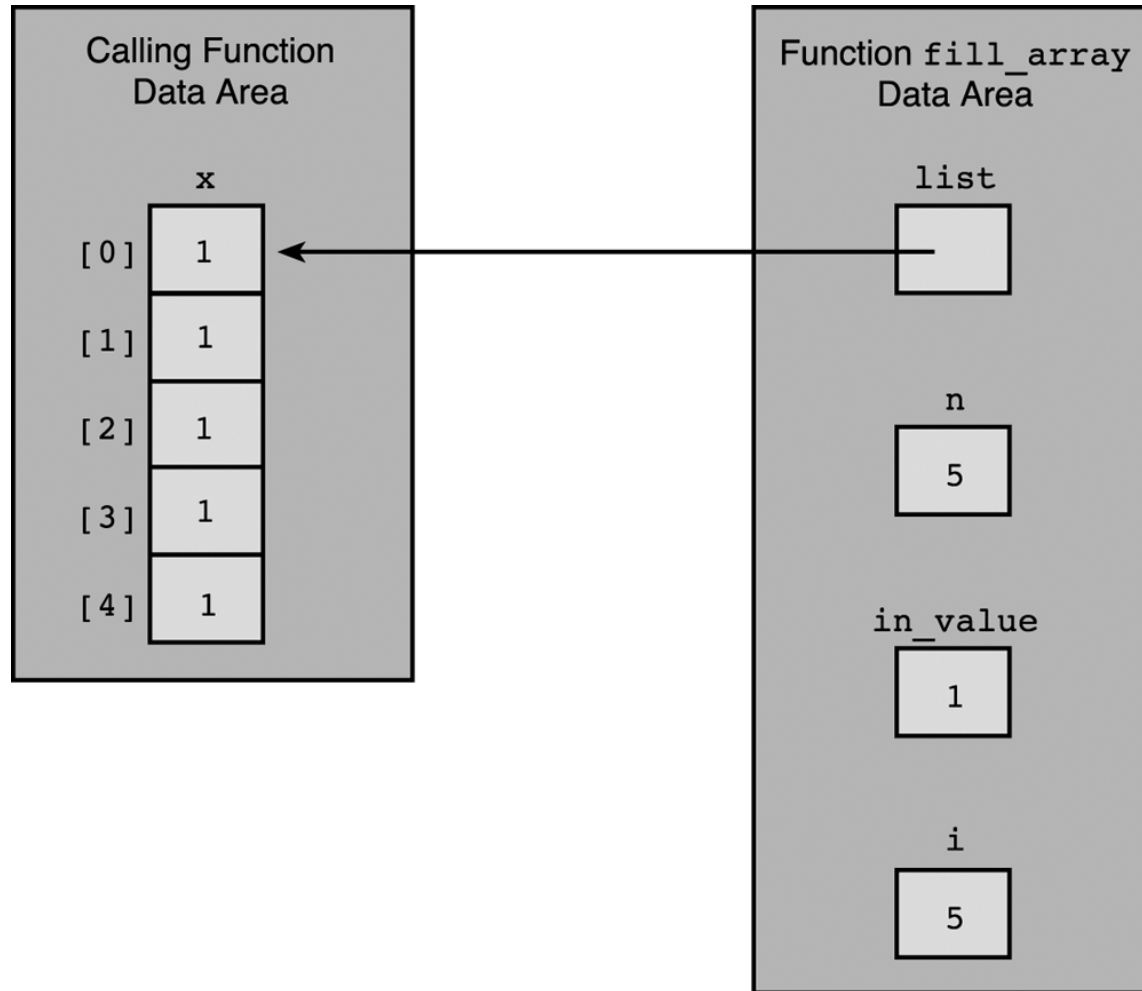 Calling Function
Data Area
x
[0] 1
[1] 1
[2] 1
[3] 1
[4] 1
Function fill_array
Data Area
list
n
5
in_value
1
i
5